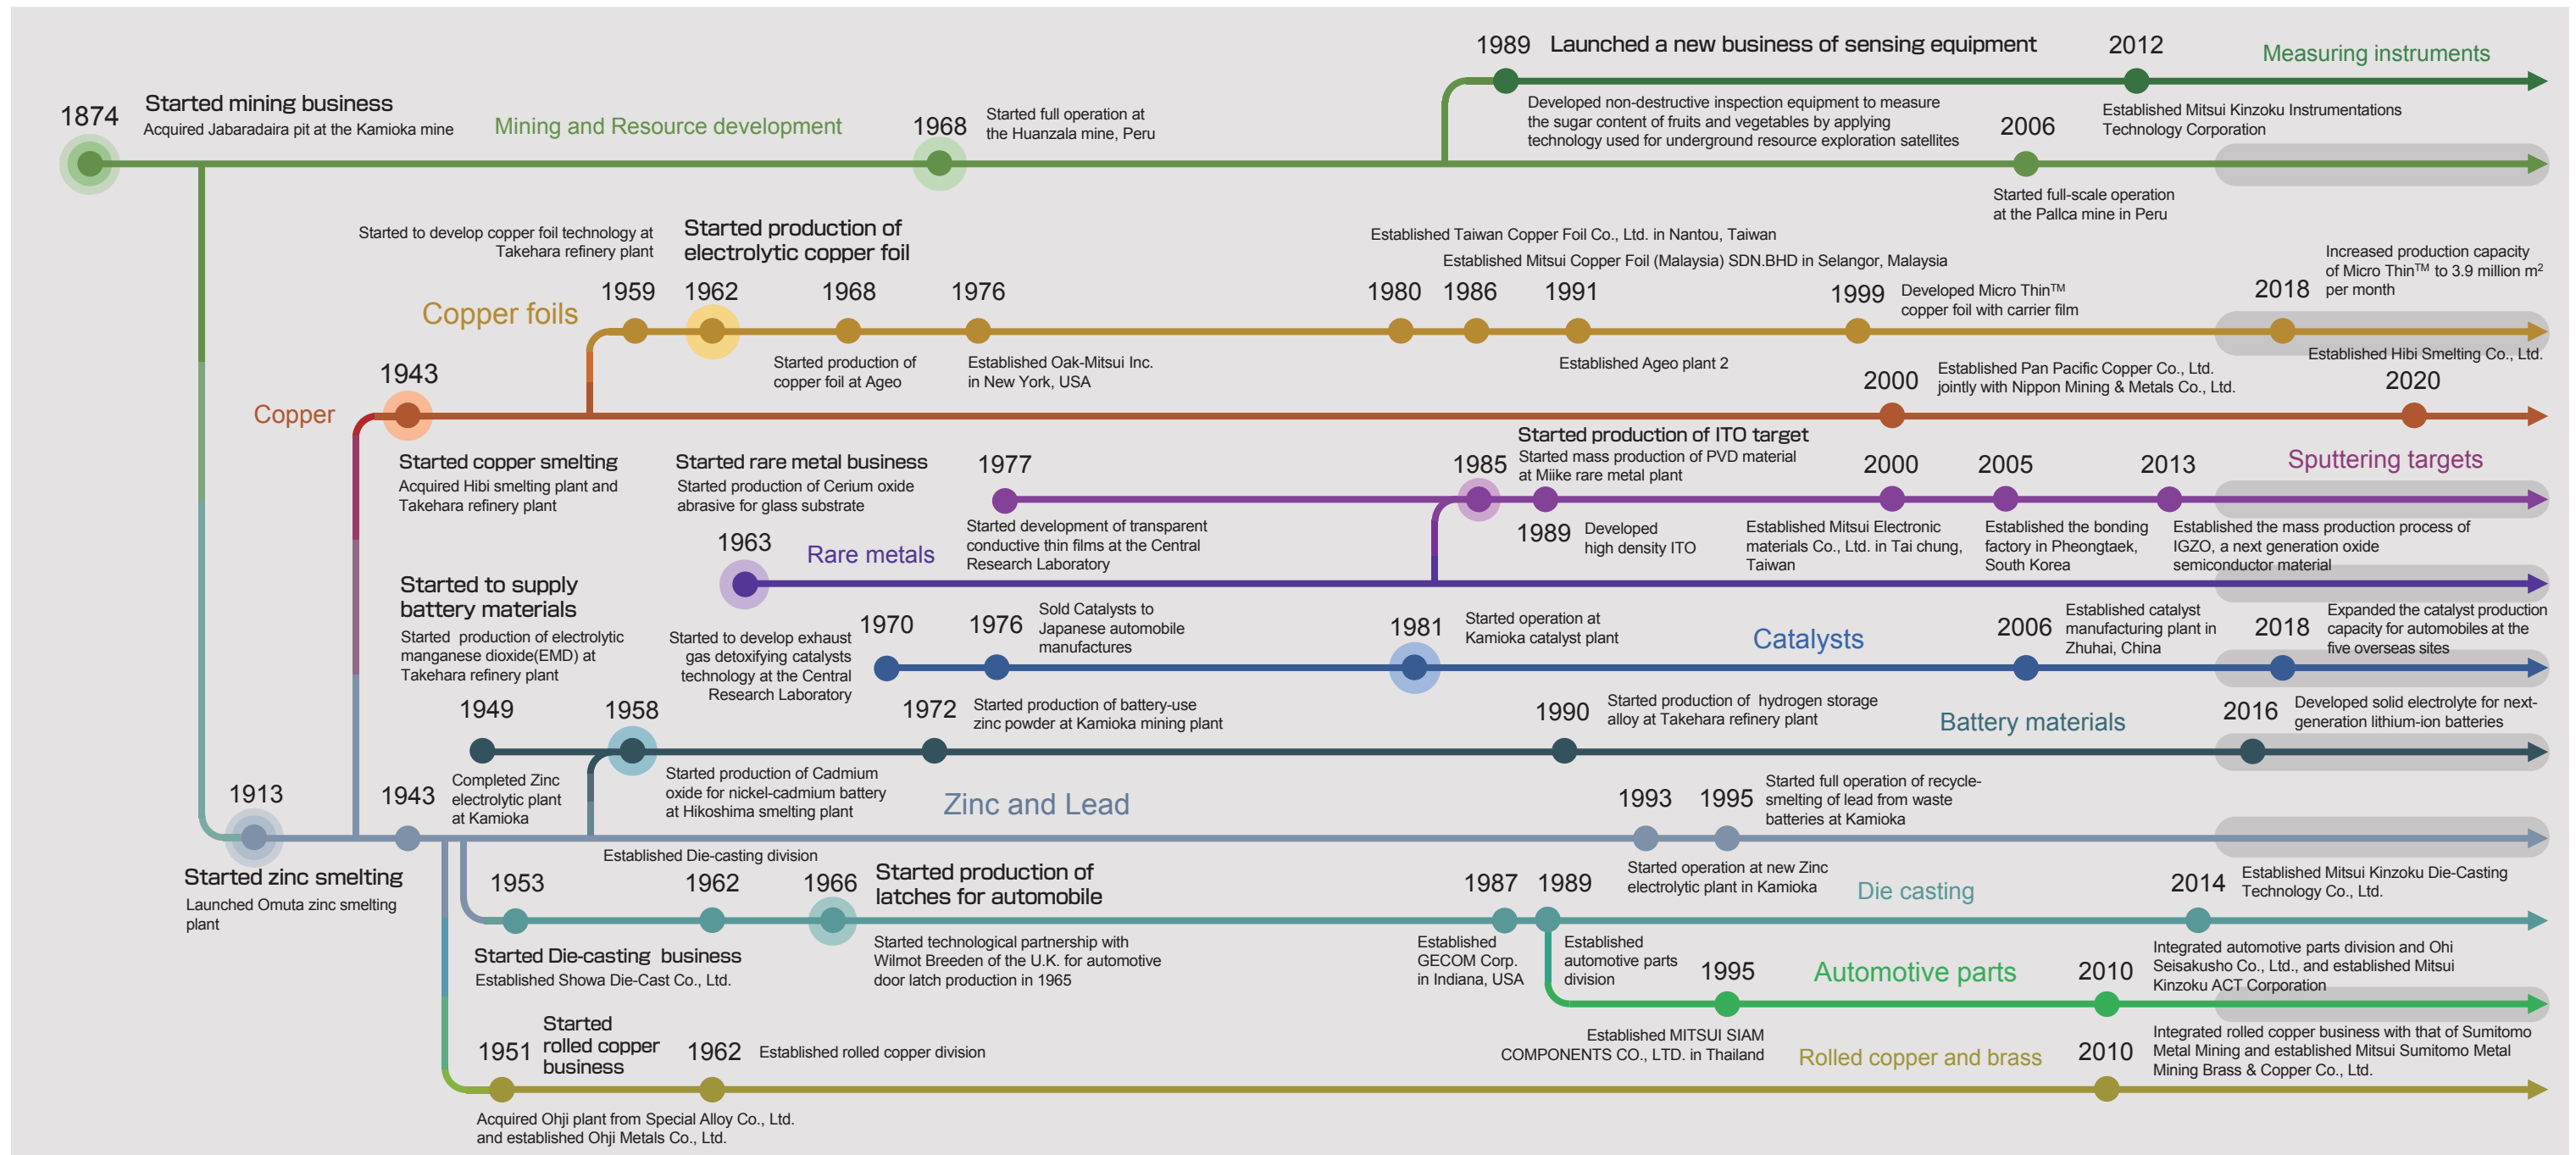 1989 Launched a new business of sensing equipment
2012
Measuring instruments
1874
Started mining business
Acquired Jabaradaira pit at the Kamioka mine
Mining and Resource development
1968
Started full operation at
the Huanzala mine, Peru
Developed non-destructive inspection equipment to measure
the sugar content of fruits and vegetables by applying
technology used for underground resource exploration satellites
Established Mitsui Kinzoku Instrumentations
Technology Corporation
2006
Started full-scale operation
at the Pallca mine in Peru
Started to develop copper foil technology at
Takehara refinery plant
Started production of
electrolytic copper foil
Established Taiwan Copper Foil Co., Ltd. in Nantou, Taiwan
Established Mitsui Copper Foil (Malaysia) SDN.BHD in Selangor, Malaysia
Increased production capacity
of Micro Thin™ to 3.9 million m²
per month
Copper foils
1959
1962
1968
1976
1980
1986
1991
1999
Developed Micro Thin™
copper foil with carrier film
2018
Started production of
copper foil at Ageo
Established Oak-Mitsui Inc.
in New York, USA
Established Ageo plant 2
Copper
1943
2000
Established Pan Pacific Copper Co., Ltd.
jointly with Nippon Mining & Metals Co., Ltd.
Established Hibi Smelting Co., Ltd.
2020
Started copper smelting
Acquired Hibi smelting plant and
Takehara refinery plant
Started rare metal business
Started production of Cerium oxide
abrasive for glass substrate
1977
1985
Started production of ITO target
Started mass production of PVD material
at Miike rare metal plant
2000
2005
2013
Sputtering targets
Started development of transparent
conductive thin films at the Central
Research Laboratory
1989
Developed
high density ITO
Established Mitsui Electronic
materials Co., Ltd. in Tai chung,
Taiwan
Established the bonding
factory in Pheongtaek,
South Korea
Established the mass production process of
IGZO, a next generation oxide
semiconductor material
1963
Rare metals
Started to supply
battery materials
Started production of electrolytic
manganese dioxide(EMD) at
Takehara refinery plant
Started to develop exhaust
gas detoxifying catalysts
technology at the Central
Research Laboratory
1970
1976
Sold Catalysts to
Japanese automobile
manufactures
1981
Started operation at
Kamioka catalyst plant
Catalysts
2006
Established catalyst
manufacturing plant in
Zhuhai, China
2018
Expanded the catalyst production
capacity for automobiles at the
five overseas sites
1949
1958
1972
Started production of battery-use
zinc powder at Kamioka mining plant
1990
Started production of hydrogen storage
alloy at Takehara refinery plant
Battery materials
2016
Developed solid electrolyte for next-
generation lithium-ion batteries
1913
1943
Completed Zinc
electrolytic plant
at Kamioka
Started production of Cadmium
oxide for nickel-cadmium battery
at Hikoshima smelting plant
Zinc and Lead
1993
1995
Started full operation of recycle-
smelting of lead from waste
batteries at Kamioka
Started zinc smelting
Launched Omuta zinc smelting
plant
Established Die-casting division
1953
1962
1966
Started production of
latches for automobile
1987
1989
Started operation at new Zinc
electrolytic plant in Kamioka
Die casting
2014
Established Mitsui Kinzoku Die-Casting
Technology Co., Ltd.
Started Die-casting business
Established Showa Die-Cast Co., Ltd.
Started technological partnership with
Wilmot Breeden of the U.K. for automotive
door latch production in 1965
Established
GECOM Corp.
in Indiana, USA
Established
automotive parts
division
1995
Automotive parts
2010
Integrated automotive parts division and Ohi
Seisakusho Co., Ltd., and established Mitsui
Kinzoku ACT Corporation
Established MITSUI SIAM
COMPONENTS CO., LTD. in Thailand
1951
Started
rolled copper
business
1962
Established rolled copper division
Rolled copper and brass
2010
Integrated rolled copper business with that of Sumitomo
Metal Mining and established Mitsui Sumitomo Metal
Mining Brass & Copper Co., Ltd.
Acquired Ohji plant from Special Alloy Co., Ltd.
and established Ohji Metals Co., Ltd.